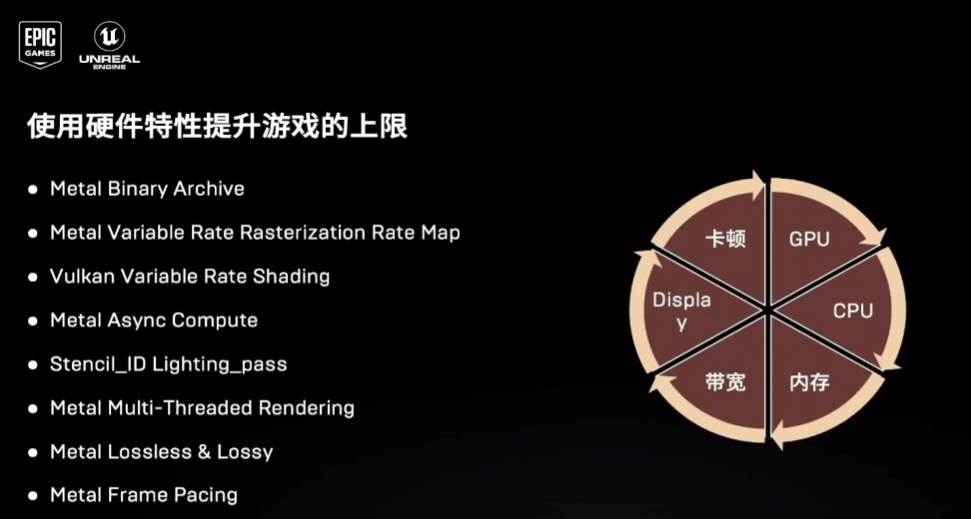 EPIC
GAMES
UNREAL
ENGINE
使用硬件特性提升游戏的上限
Metal Binary Archive
Metal Variable Rate Rasterization Rate Map
Vulkan Variable Rate Shading
Metal Async Compute
Stencil_ID Lighting_pass
Metal Multi-Threaded Rendering
Metal Lossless & Lossy
Metal Frame Pacing
卡顿
GPU
Displa
y
CPU
带宽
内存